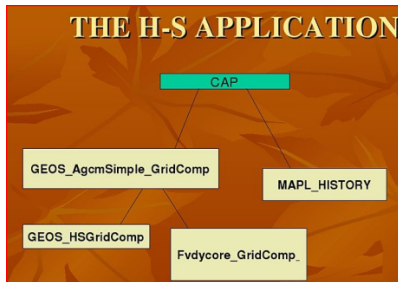 THE H-S APPLICATION
CAP
GEOS_AgcmSimple_GridComp
MAPL_HISTORY
GEOS_HSGridComp
Fvdycore_GridComp_